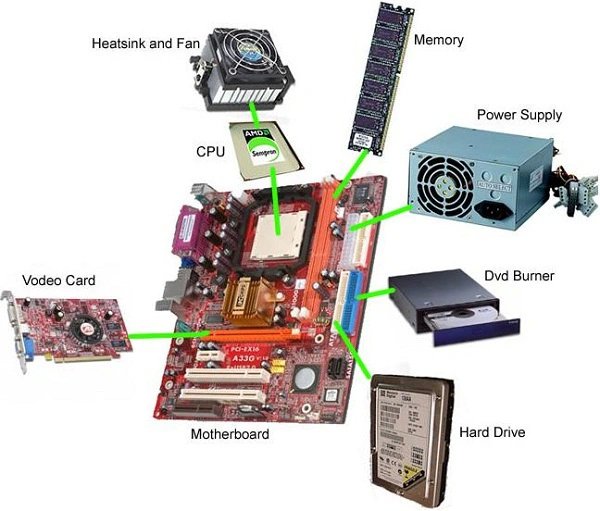 Heatsink and Fan
Memory
Power Supply
CPU
AMD
Sempron
Vodeo Card
Dvd Burner
PCI-EX16
A33G
Motherboard
Hard Drive